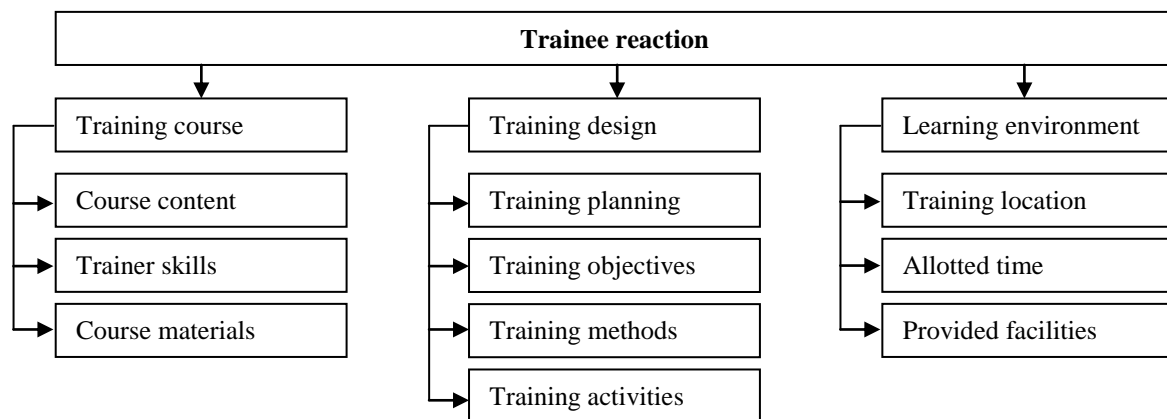 Trainee reaction
Training course
Course content
Trainer skills
Course materials
Training design
Training planning
Training objectives
Training methods
Training activities
Learning environment
Training location
Allotted time
Provided facilities